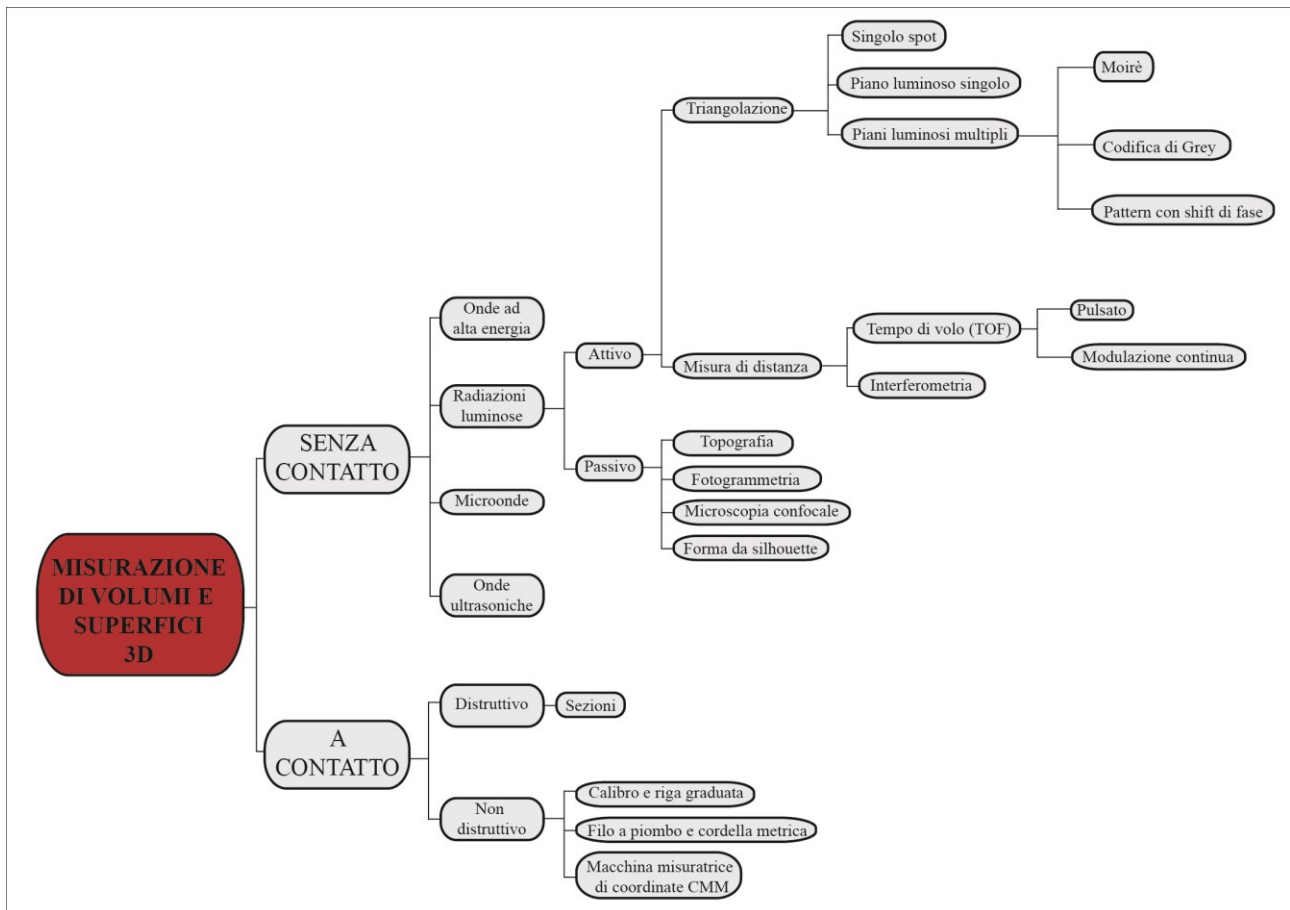 MISURAZIONE
DI VOLUMI E
SUPERFICI
3D
SENZA
CONTATTO
Onde ad
alta energia
Radiazioni
luminose
Attivo
Triangolazione
Singolo spot
Piano luminoso singolo
Piani luminosi multipli
Moirè
Codifica di Grey
Pattern con shift di fase
Misura di distanza
Tempo di volo (TOF)
Pulsato
Modulazione continua
Interferometria
Passivo
Topografia
Fotogrammetria
Microscopia confocale
Forma da silhouette
Microonde
Onde
ultrasoniche
A
CONTATTO
Distruttivo
Sezioni
Non
distruttivo
Calibro e riga graduata
Filo a piombo e cordella metrica
Macchina misuratrice
di coordinate CMM